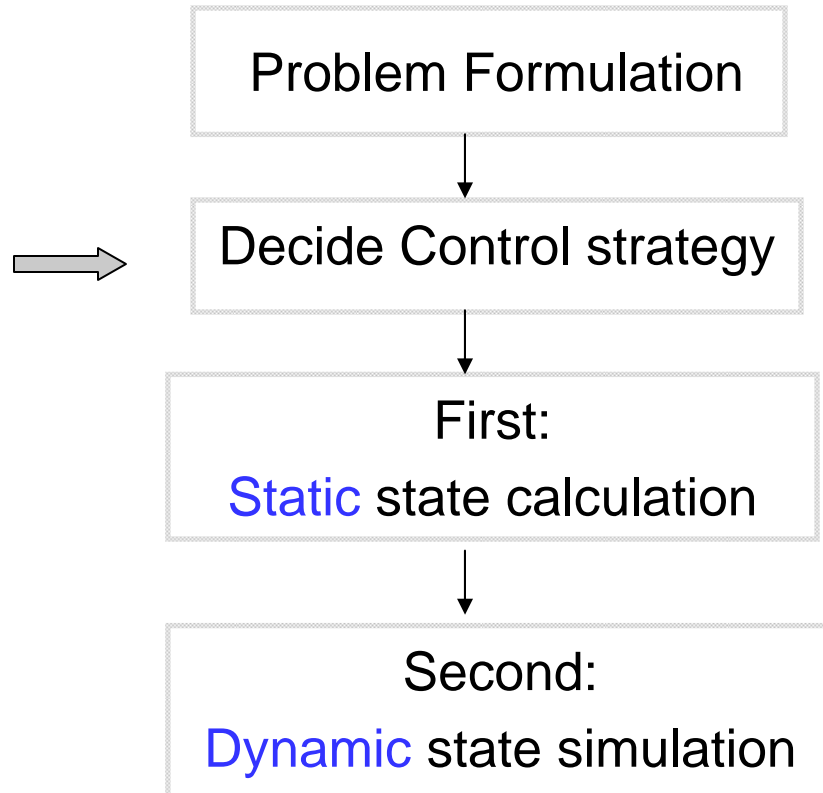 Problem Formulation
Decide Control strategy
First:
Static state calculation
Second:
Dynamic state simulation